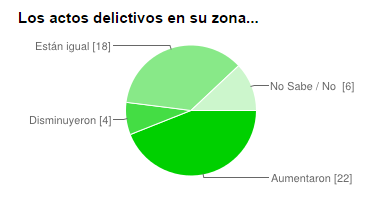 Los actos delictivos en su zona...
Están igual [18]
No Sabe / No [6]
Disminuyeron [4]
Aumentaron [22]